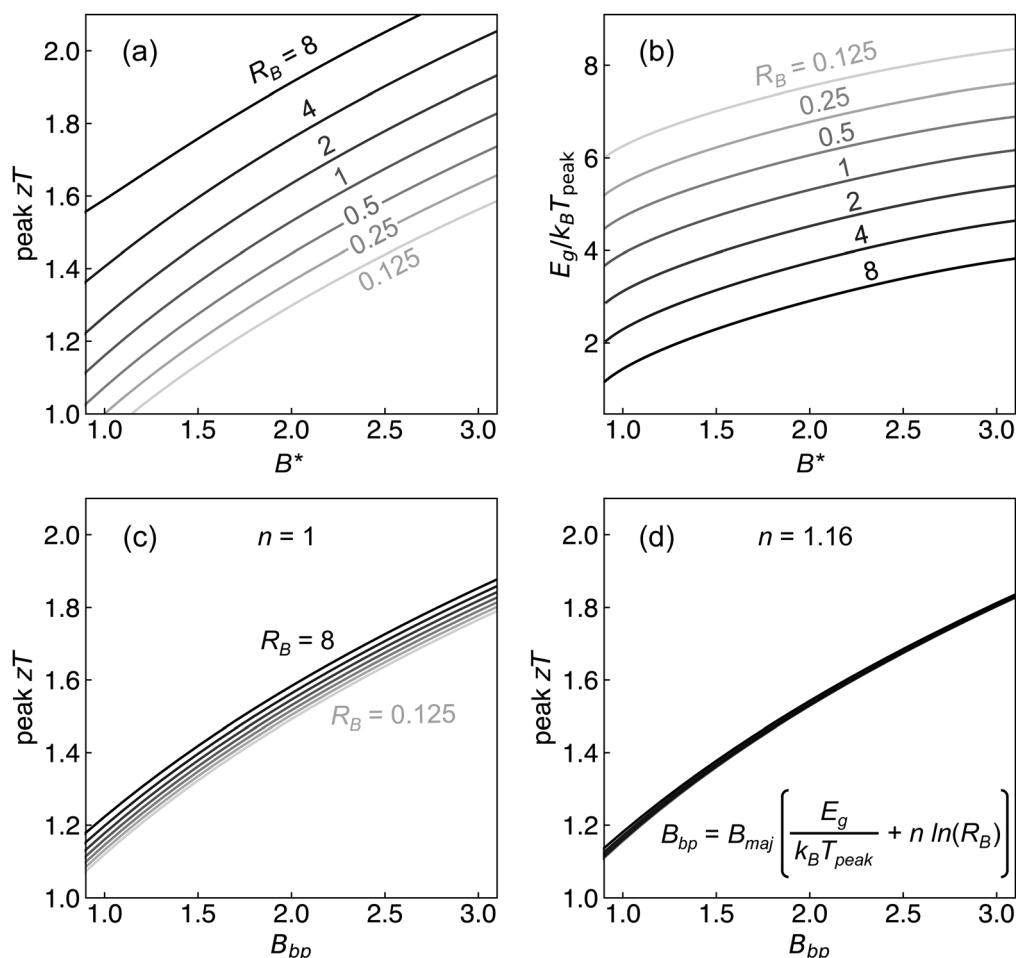 (a)
R_B = 8
4
2
1
0.5
0.25
0.125
peak zT
2.0
1.8
1.6
1.4
1.2
1.0
1.0 1.5 2.0 2.5 3.0
B*
(b)
R_B = 0.125
0.25
0.5
1
2
4
8
E_g/k_BT_peak
8
6
4
2
1.0 1.5 2.0 2.5 3.0
B*
(c)
n = 1
R_B = 8
R_B = 0.125
peak zT
2.0
1.8
1.6
1.4
1.2
1.0
1.0 1.5 2.0 2.5 3.0
B_bp
(d)
n = 1.16
B_bp = B_maj [ E_g / k_BT_peak + n ln(R_B) ]
peak zT
2.0
1.8
1.6
1.4
1.2
1.0
1.0 1.5 2.0 2.5 3.0
B_bp